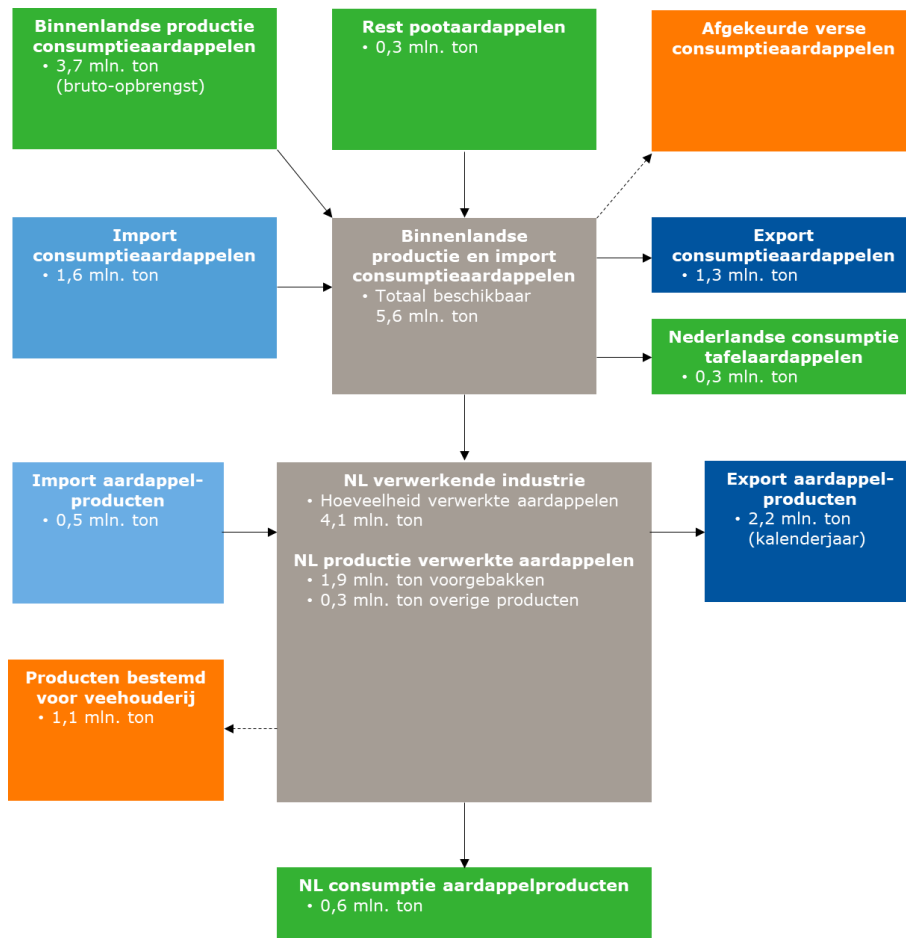 Binnenlandse productie
consumptieaardappelen
• 3,7 mln. ton
(bruto-opbrengst)
Rest pootaardappelen
• 0,3 mln. ton
Afgekeurde verse
consumptieaardappelen
Import
consumptieaardappelen
• 1,6 mln. ton
Binnenlandse
productie en import
consumptieaardappelen
• Totaal beschikbaar
5,6 mln. ton
Export
consumptieaardappelen
• 1,3 mln. ton
Nederlandse consumptie
tafelaardappelen
• 0,3 mln. ton
Import aardappel-
producten
• 0,5 mln. ton
NL verwerkende industrie
• Hoeveelheid verwerkte aardappelen
4,1 mln. ton
NL productie verwerkte aardappelen
• 1,9 mln. ton voorgebakken
• 0,3 mln. ton overige producten
Export aardappel-
producten
• 2,2 mln. ton
(kalenderjaar)
Producten bestemd
voor veehouderij
• 1,1 mln. ton
NL consumptie aardappelproducten
• 0,6 mln. ton